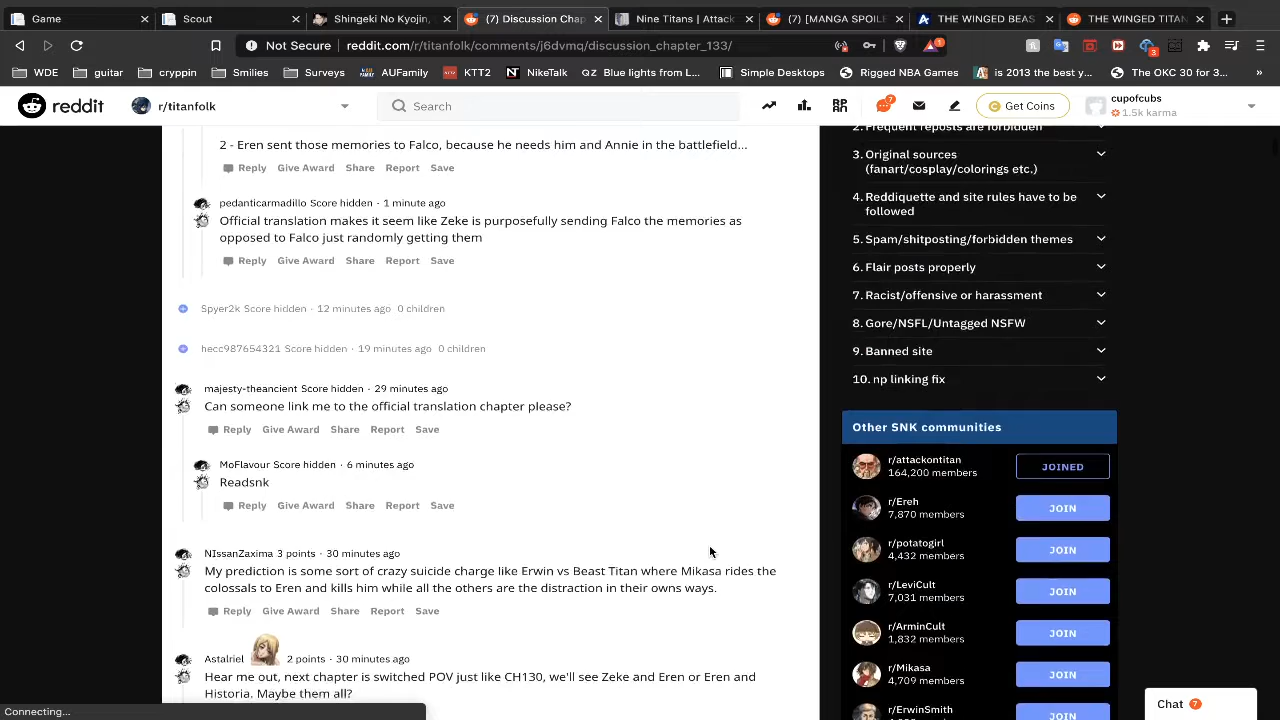 Game
Scout
Shingeki No Kyojin,
(7) Discussion Chap
Nine Titans | Attack
(7) [MANGA SPOILE
THE WINGED BEAS
THE WINGED TITAN
Not Secure
reddit.com/r/titanfolk/comments/j6dvmq/discussion_chapter_133/
WDE
guitar
cryppin
Smilies
Surveys
AUFamily
KTT2
NikeTalk
Blue lights from L...
Simple Desktops
Rigged NBA Games
is 2013 the best y...
The OKC 30 for 3...
»
reddit
r/titanfolk
Search
7
Get Coins
cupofcubs
1.5k karma
2 - Eren sent those memories to Falco, because he needs him and Annie in the battlefield...
Reply Give Award Share Report Save
pedanticarmadillo Score hidden · 1 minute ago
Official translation makes it seem like Zeke is purposefully sending Falco the memories as
opposed to Falco just randomly getting them
Reply Give Award Share Report Save
Spyer2k Score hidden · 12 minutes ago 0 children
hecc987654321 Score hidden · 19 minutes ago 0 children
majesty-theancient Score hidden · 29 minutes ago
Can someone link me to the official translation chapter please?
Reply Give Award Share Report Save
MoFlavour Score hidden · 6 minutes ago
Readsnk
Reply Give Award Share Report Save
NIssanZaxima 3 points · 30 minutes ago
My prediction is some sort of crazy suicide charge like Erwin vs Beast Titan where Mikasa rides the
colossals to Eren and kills him while all the others are the distraction in their owns ways.
Reply Give Award Share Report Save
Astalriel 2 points · 30 minutes ago
Hear me out, next chapter is switched POV just like CH130, we'll see Zeke and Eren or Eren and
Historia. Maybe them all?
2. Frequent reposts are forbidden
3. Original sources
(fanart/cosplay/colorings etc.)
4. Reddiquette and site rules have to be
followed
5. Spam/shitposting/forbidden themes
6. Flair posts properly
7. Racist/offensive or harassment
8. Gore/NSFL/Untagged NSFW
9. Banned site
10. np linking fix
Other SNK communities
r/attackontitan
164,200 members
JOINED
r/Ereh
7,870 members
JOIN
r/potatogirl
4,432 members
JOIN
r/LeviCult
7,031 members
JOIN
r/ArminCult
1,832 members
JOIN
r/Mikasa
4,709 members
JOIN
r/ErwinSmith
JOIN
Chat 7
Connecting...